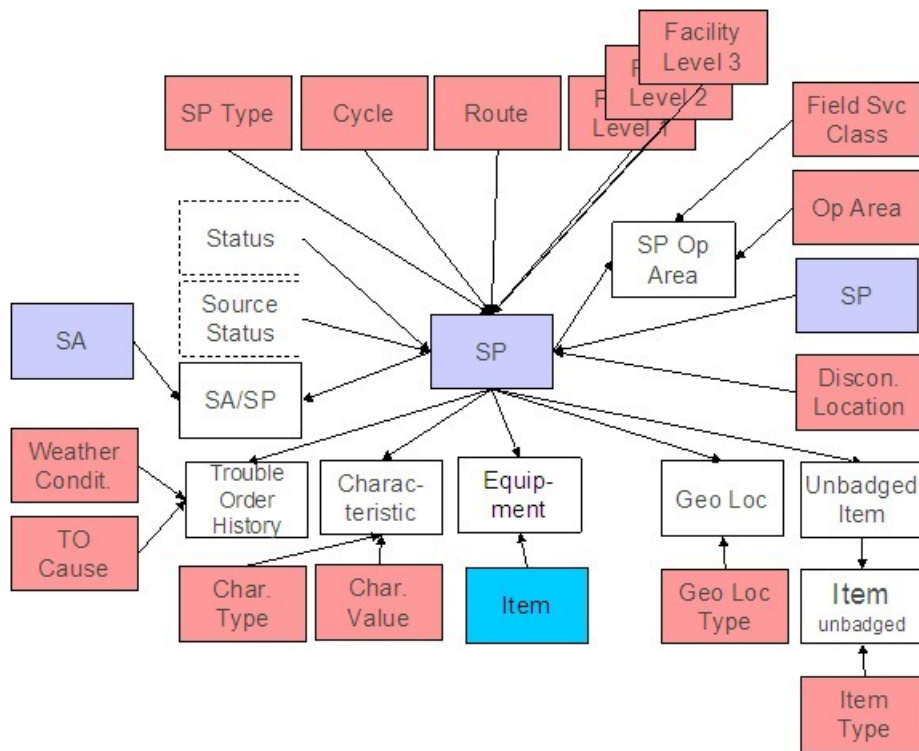 Facility
Level 3
F
Level 2
F
Level 1
SP Type
Cycle
Route
Field Svc
Class
Op Area
SP Op
Area
Status
Source
Status
SP
SP
SA
SA/SP
Discon.
Location
Weather
Condit.
TO
Cause
Trouble
Order
History
Charac-
teristic
Equip-
ment
Geo Loc
Unbadged
Item
Char.
Type
Char.
Value
Item
Geo Loc
Type
Item
unbadged
Item
Type